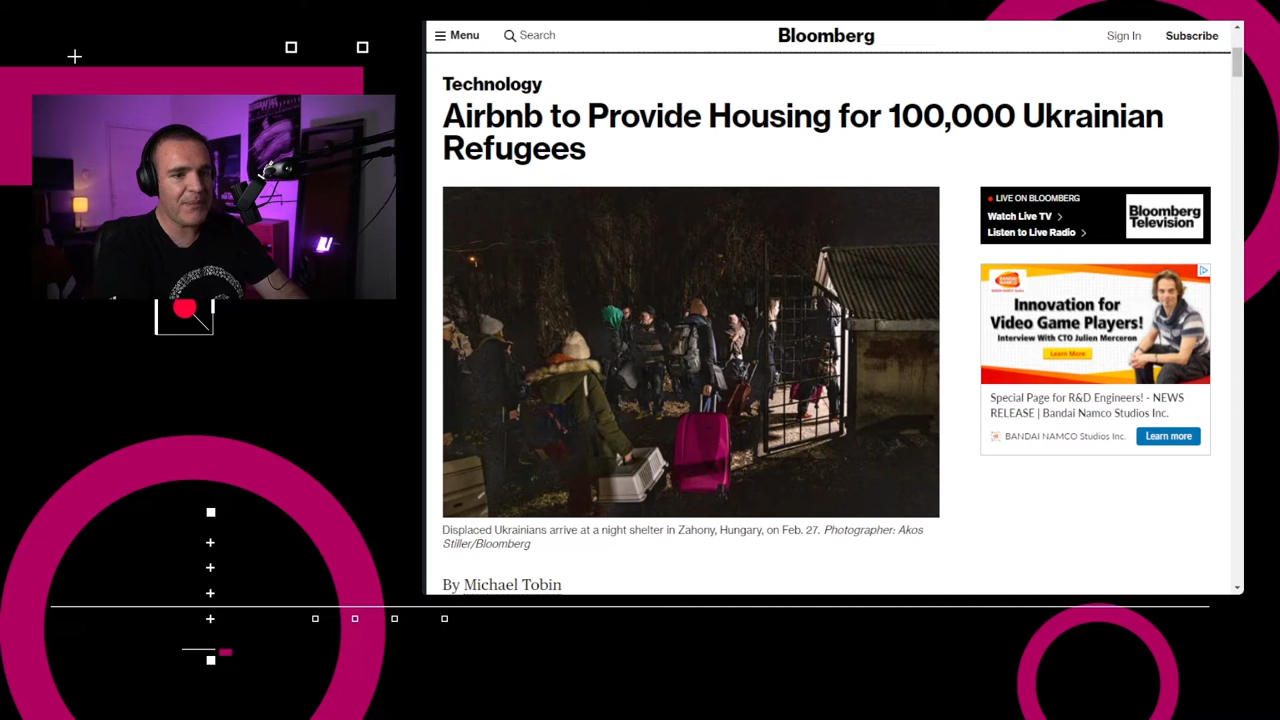 Menu
Search
Bloomberg
Sign In
Subscribe
Technology
Airbnb to Provide Housing for 100,000 Ukrainian
Refugees
LIVE ON BLOOMBERG
Watch Live TV
Listen to Live Radio
Bloomberg
Television
Innovation for
Video Game Players!
Interview With CTO Julien Merceron
Learn More
Special Page for R&D Engineers! - NEWS
RELEASE | Bandai Namco Studios Inc.
BANDAI NAMCO Studios Inc.
Learn more
Displaced Ukrainians arrive at a night shelter in Zahony, Hungary, on Feb. 27. Photographer: Akos
Stiller/Bloomberg
By Michael Tobin